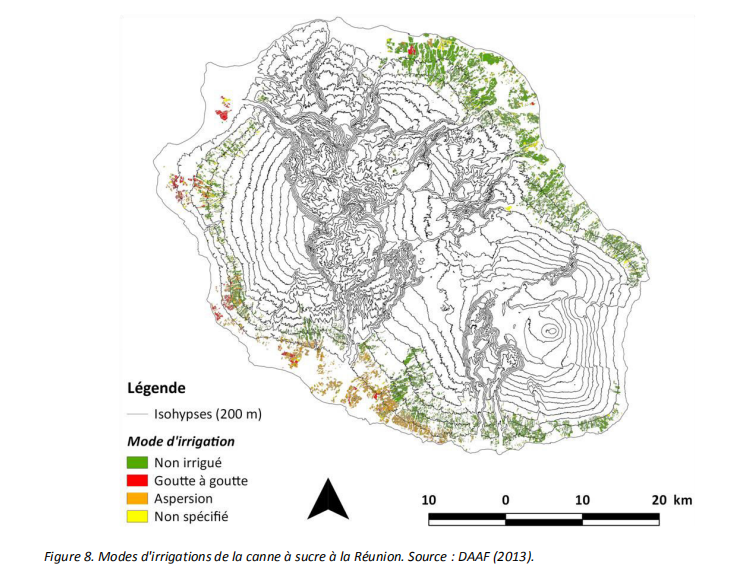 Légende
Isohypses (200 m)
Mode d'irrigation
Non irrigué
Goutte à goutte
Aspersion
Non spécifié
10 0 10 20 km
Figure 8. Modes d'irrigations de la canne à sucre à la Réunion. Source : DAAF (2013).